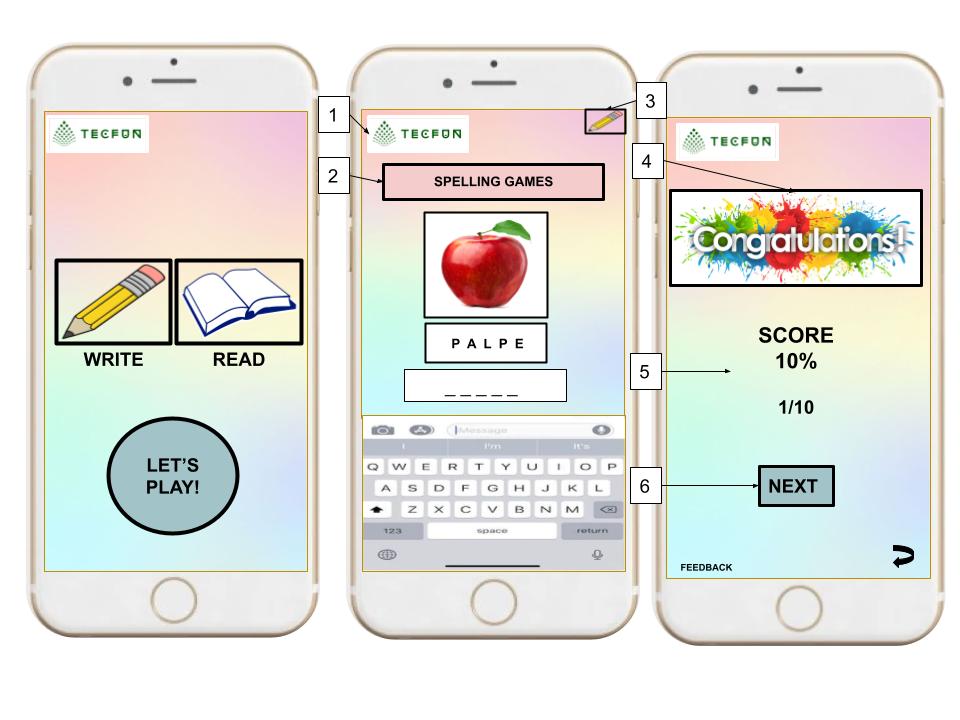 TECFUN
WRITE
READ
LET'S
PLAY!
1
2
TECFUN
SPELLING GAMES
P A L P E
_ _ _ _ _
iMessage
I
I'm
It's
Q W E R T Y U I O P
A S D F G H J K L
Z X C V B N M
123
space
return
3
4
5
6
TECFUN
Congratulations!
SCORE
10%
1/10
NEXT
FEEDBACK